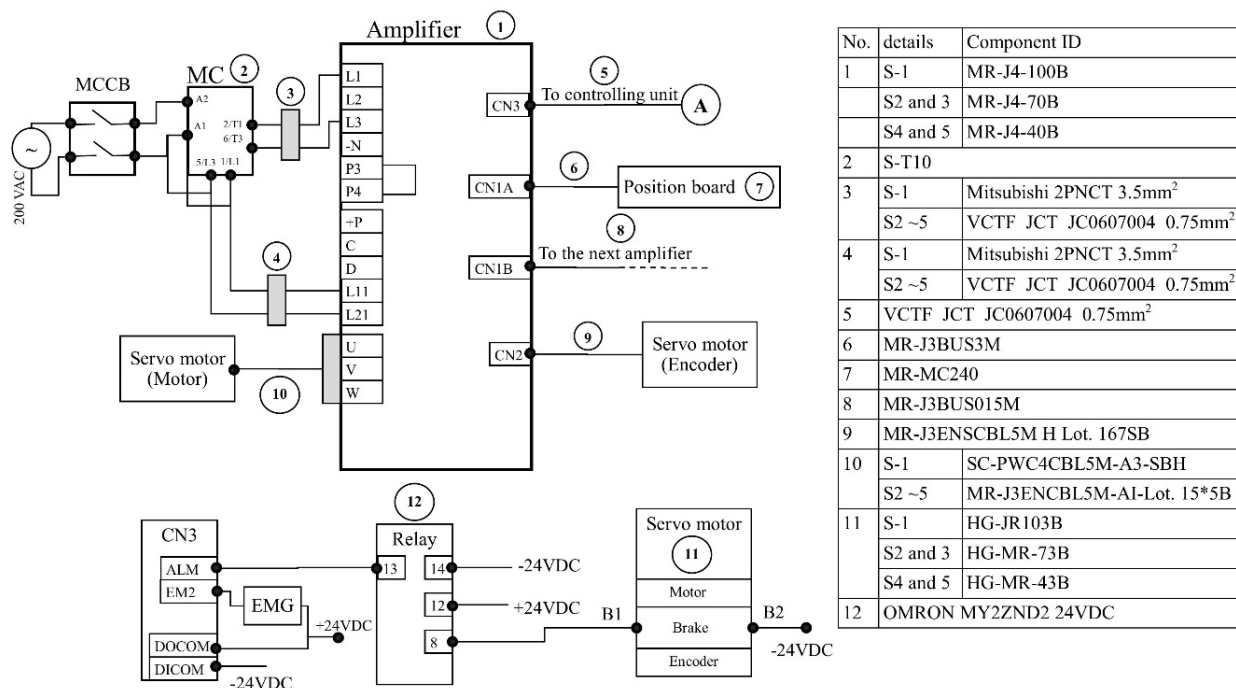 Amplifier 1
MCCB
MC 2
3
A2
A1
2/T1
6/T3
5/L3 1/L1
~
200 VAC
4
L1
L2
L3
-N
P3
P4
+P
C
D
L11
L21
U
V
W
CN3
5
To controlling unit
A
CN1A
6
Position board 7
8
To the next amplifier
CN1B
CN2
9
Servo motor
(Encoder)
Servo motor
(Motor)
10
CN3
ALM
EM2
EMG
+24VDC
DOCOM
DICOM
-24VDC
12
Relay
13
14
-24VDC
12
+24VDC
8
Servo motor
11
Motor
B1
Brake
B2
-24VDC
Encoder
No. details Component ID
1 S-1 MR-J4-100B
S2 and 3 MR-J4-70B
S4 and 5 MR-J4-40B
2 S-T10
3 S-1 Mitsubishi 2PNCT 3.5mm²
S2 ~5 VCTF JCT JC0607004 0.75mm²
4 S-1 Mitsubishi 2PNCT 3.5mm²
S2 ~5 VCTF JCT JC0607004 0.75mm²
5 VCTF JCT JC0607004 0.75mm²
6 MR-J3BUS3M
7 MR-MC240
8 MR-J3BUS015M
9 MR-J3ENSCBL5M H Lot. 167SB
10 S-1 SC-PWC4CBL5M-A3-SBH
S2 ~5 MR-J3ENCBL5M-AI-Lot. 15*5B
11 S-1 HG-JR103B
S2 and 3 HG-MR-73B
S4 and 5 HG-MR-43B
12 OMRON MY2ZND2 24VDC